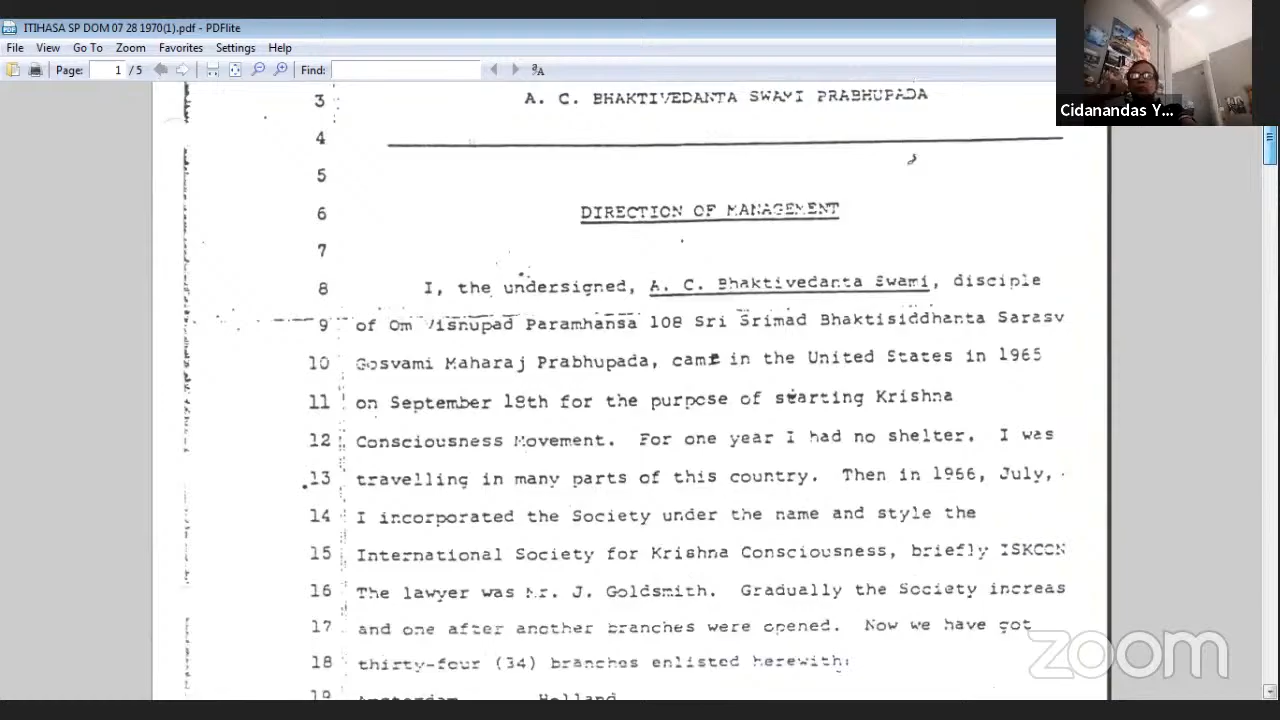 ITIHASA SP DOM 07 28 1970(1).pdf - PDFlite
File View Go To Zoom Favorites Settings Help
Page: 1 / 5 Find:
Cidanandas Y...
3 A. C. BHAKTIVEDANTA SWAMI PRABHUPADA
4
5
6 DIRECTION OF MANAGEMENT
7
8 I, the undersigned, A. C. Bhaktivedanta Swami, disciple
9 of Om Visnupad Paramhansa 108 Sri Srimad Bhaktisiddhanta Sarasv
10 Gosvami Maharaj Prabhupada, came in the United States in 1965
11 on September 18th for the purpose of starting Krishna
12 Consciousness Movement. For one year I had no shelter. I was
13 travelling in many parts of this country. Then in 1966, July,
14 I incorporated the Society under the name and style the
15 International Society for Krishna Consciousness, briefly ISKCON
16 The lawyer was Mr. J. Goldsmith. Gradually the Society increas
17 and one after another branches were opened. Now we have got
18 thirty-four (34) branches enlisted herewith:
19 Amsterdam Holland
zoom